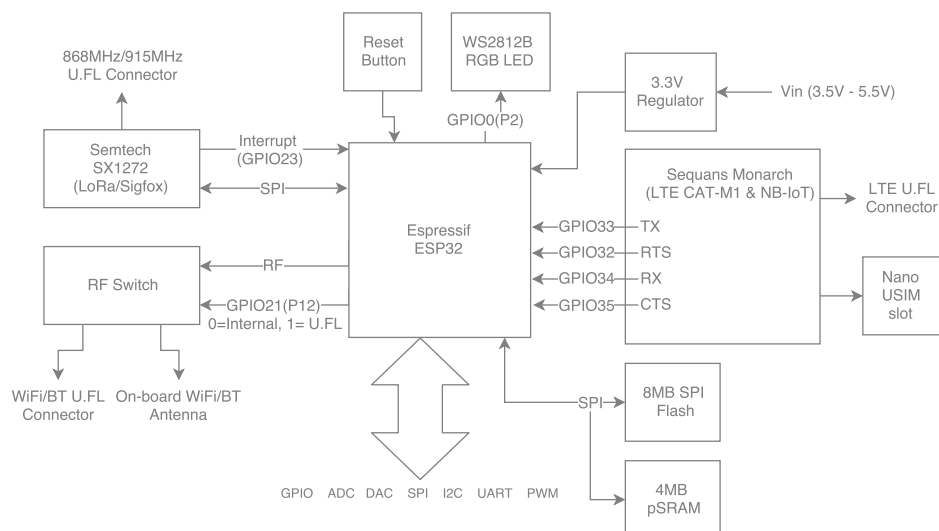 868MHz/915MHz
U.FL Connector
Reset
Button
WS2812B
RGB LED
3.3V
Regulator
Vin (3.5V - 5.5V)
GPIO0(P2)
Semtech
SX1272
(LoRa/Sigfox)
Interrupt
(GPIO23)
SPI
Espressif
ESP32
Sequans Monarch
(LTE CAT-M1 & NB-IoT)
LTE U.FL
Connector
GPIO33
TX
GPIO32
RTS
GPIO34
RX
GPIO35
CTS
Nano
USIM
slot
RF Switch
RF
GPIO21(P12)
0=Internal, 1= U.FL
WiFi/BT U.FL
Connector
On-board WiFi/BT
Antenna
SPI
8MB SPI
Flash
4MB
pSRAM
GPIO ADC DAC SPI I2C UART PWM